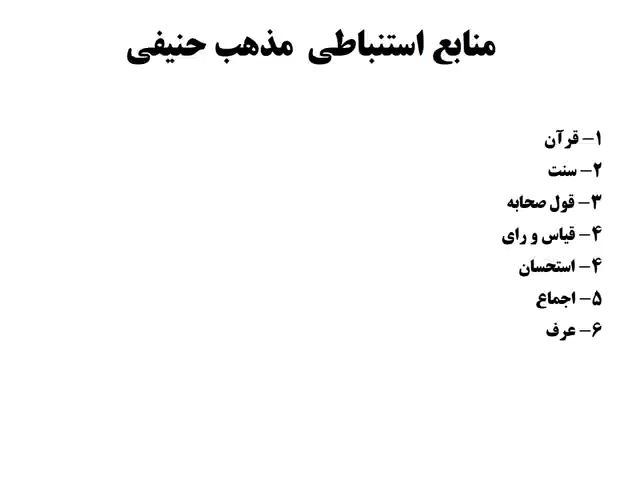 منابع استنباطی مذهب حنیفی
۱- قرآن
۲- سنت
۳- قول صحابه
۴- قیاس و رای
۴- استحسان
۵- اجماع
۶- عرف